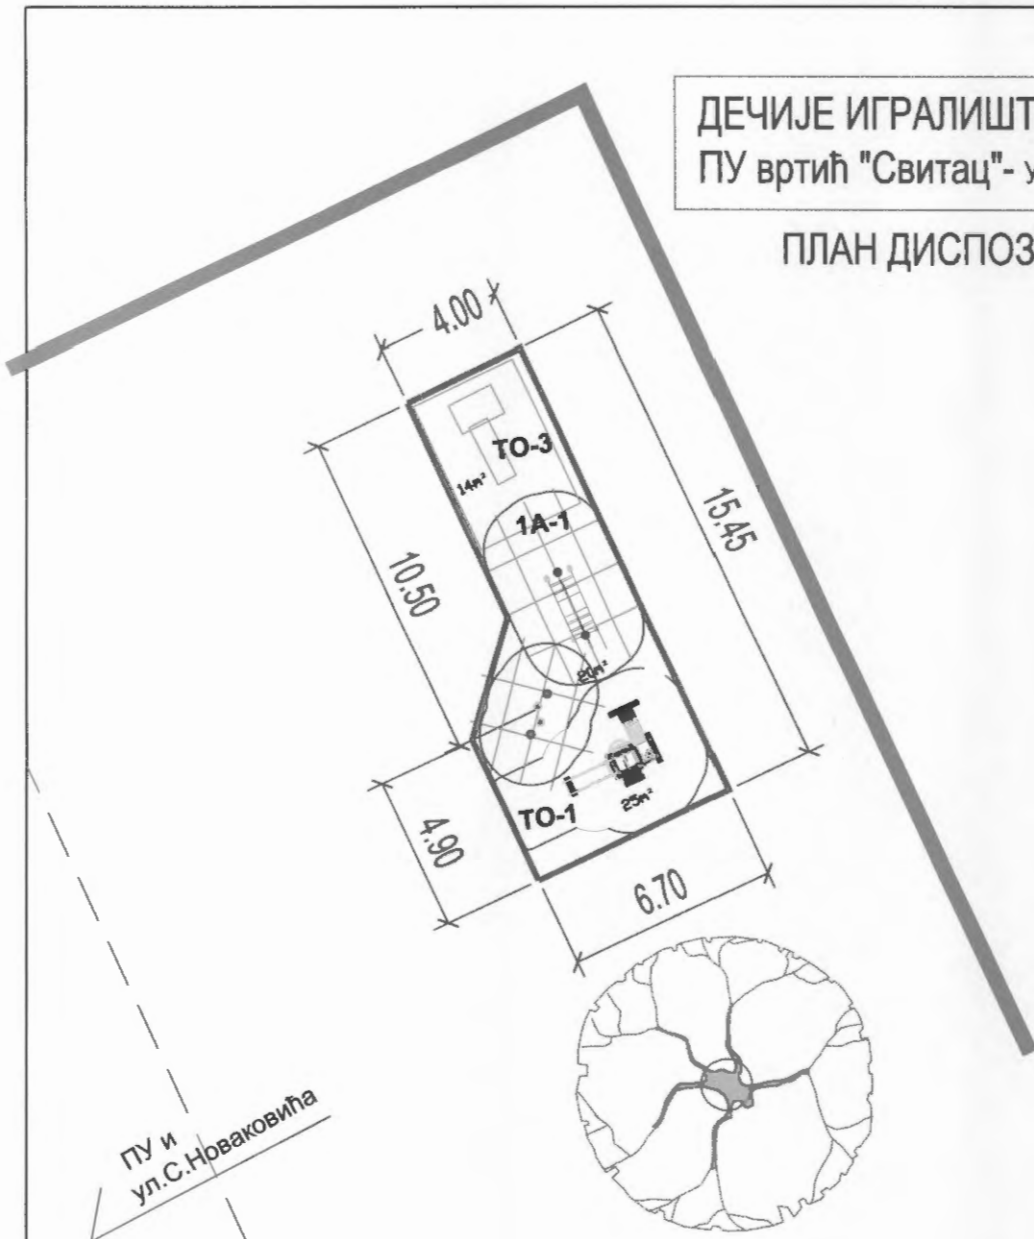 ДЕЧИЈЕ ИГРАЛИШТ
ПУ вртић "Свитац"- у
ПЛАН ДИСПОЗ
4.00
ТО-3
14m²
1А-1
15.45
10.50
20m²
ТО-1
25m²
4.90
6.70
ПУ и
ул.С.Новаковића